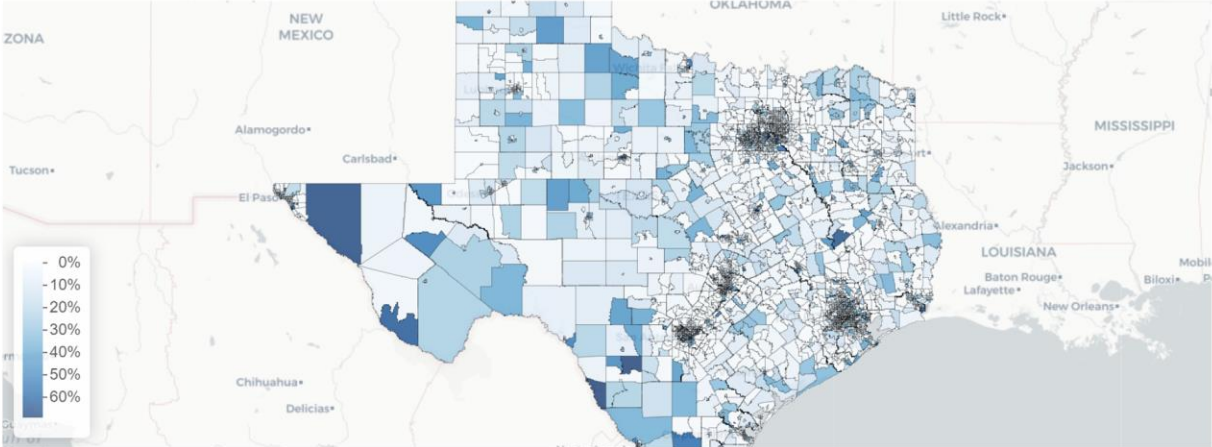 OKLAHOMA
Little Rock
NEW
MEXICO
ZONA
Alamogordo
MISSISSIPPI
Carlsbad
Jackson
Tucson
El Paso
Alexandria
LOUISIANA
0%
10%
20%
30%
40%
50%
60%
Baton Rouge
Biloxi
Mobil
Lafayette
New Orleans
Chihuahua
Delicias